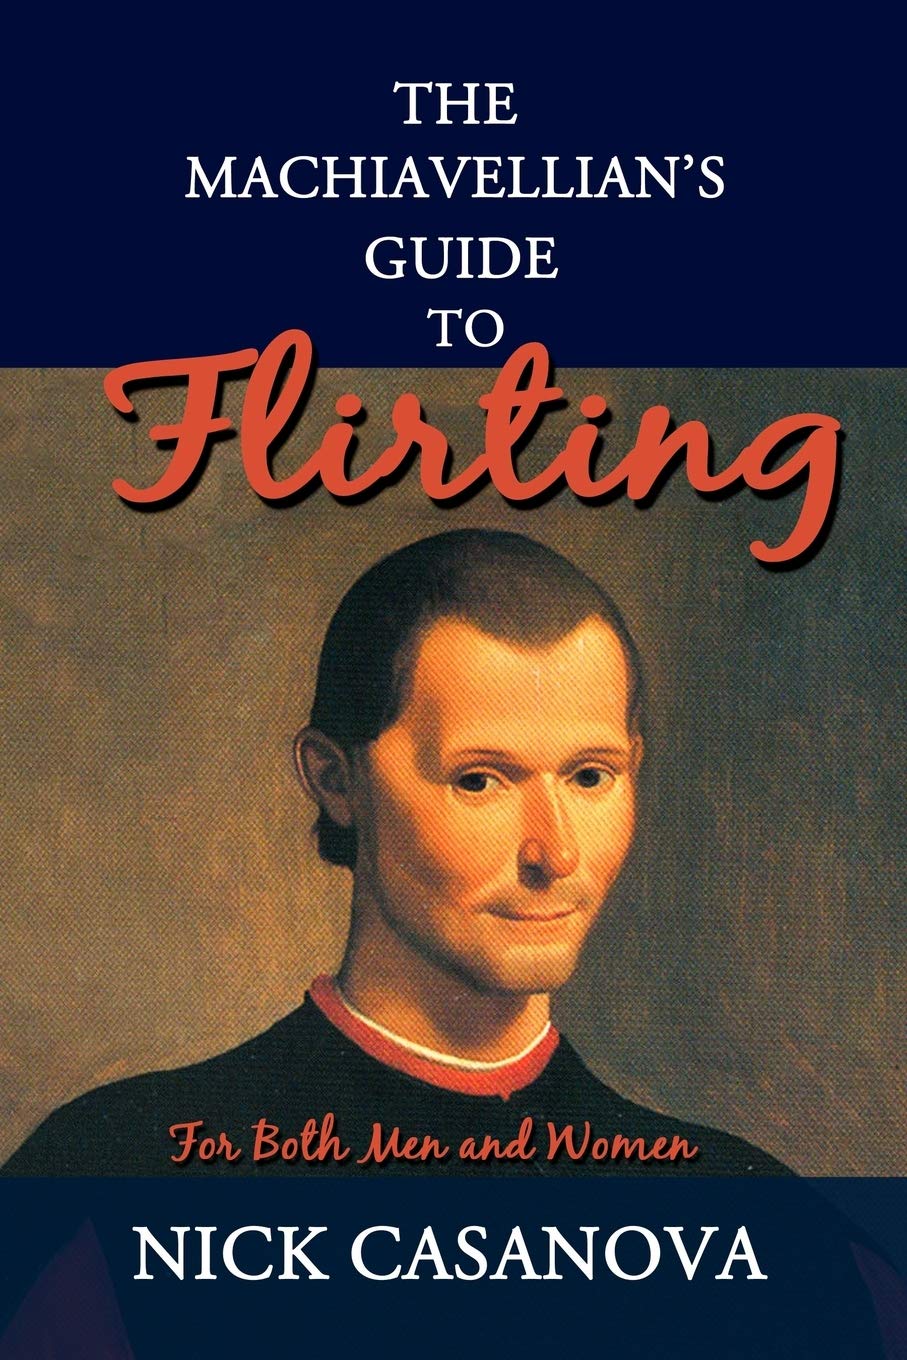 THE
MACHIAVELLIAN'S
GUIDE
TO
Flirting
For Both Men and Women
NICK CASANOVA